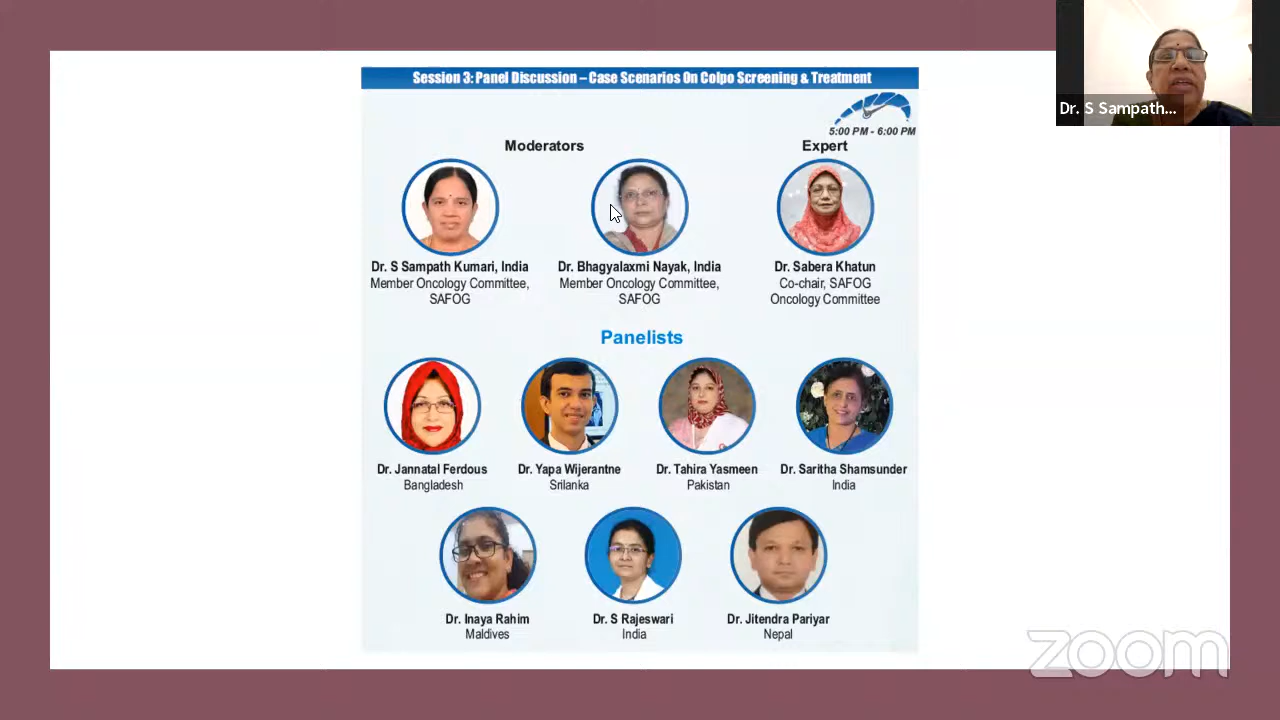 Session 3: Panel Discussion – Case Scenarios On Colpo Screening & Treatment
Dr. S Sampath...
5:00 PM - 6:00 PM
Moderators
Expert
Dr. S Sampath Kumari, India
Member Oncology Committee,
SAFOG
Dr. Bhagyalaxmi Nayak, India
Member Oncology Committee,
SAFOG
Dr. Sabera Khatun
Co-chair, SAFOG
Oncology Committee
Panelists
Dr. Jannatal Ferdous
Bangladesh
Dr. Yapa Wijerantne
Srilanka
Dr. Tahira Yasmeen
Pakistan
Dr. Saritha Shamsunder
India
Dr. Inaya Rahim
Maldives
Dr. S Rajeswari
India
Dr. Jitendra Pariyar
Nepal
zoom